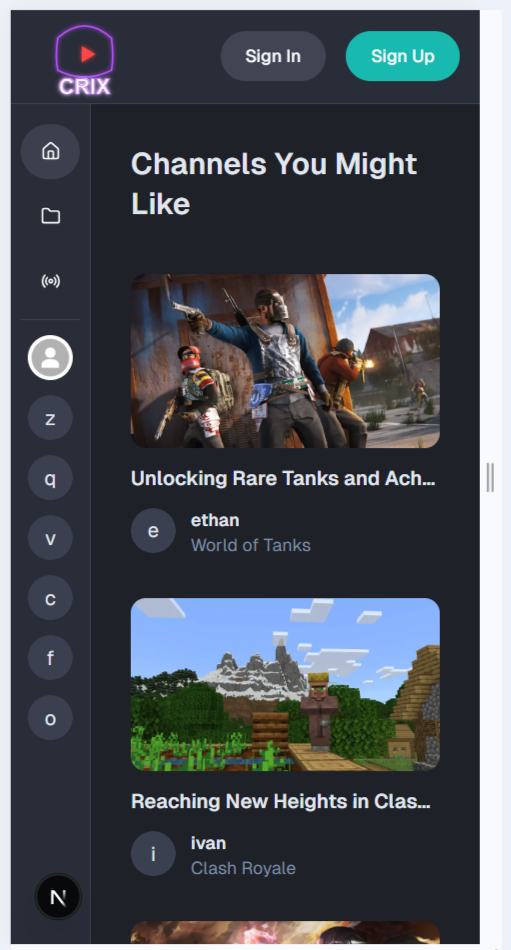 CRIX
Sign In
Sign Up
Channels You Might
Like
z
q
v
c
f
o
N
Unlocking Rare Tanks and Ach...
e
ethan
World of Tanks
Reaching New Heights in Clas...
i
ivan
Clash Royale